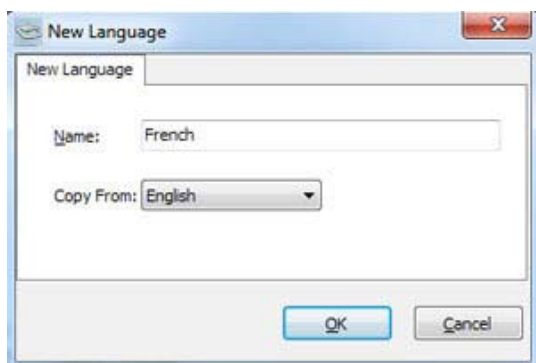 New Language
New Language
Name: French
Copy From: English
OK Cancel